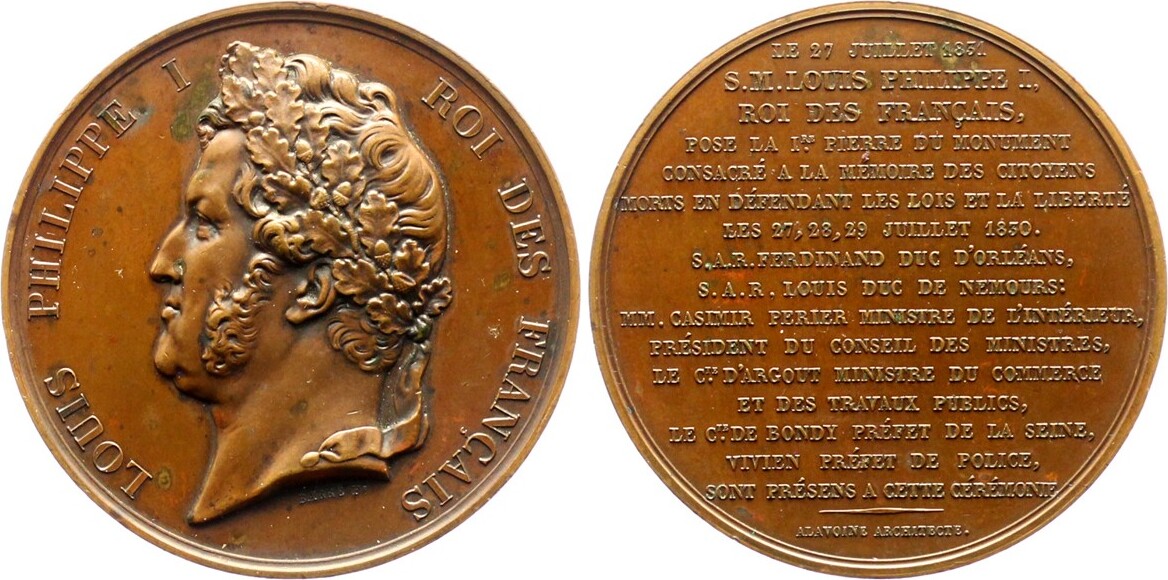 LOUIS PHILIPPE I ROI DES FRANÇAIS
LE 27 JUILLET 1831
S.M. LOUIS PHILIPPE I.,
ROI DES FRANÇAIS,
POSE LA 1RE PIERRE DU MONUMENT
CONSACRÉ A LA MÉMOIRE DES CITOYENS
MORTS EN DÉFENDANT LES LOIS ET LA LIBERTÉ
LES 27, 28, 29 JUILLET 1830.
S.A.R. FERDINAND DUC D'ORLÉANS,
S.A.R. LOUIS DUC DE NEMOURS:
MM. CASIMIR PERIER MINISTRE DE L'INTÉRIEUR,
PRÉSIDENT DU CONSEIL DES MINISTRES,
LE CTE D'ARGOUT MINISTRE DU COMMERCE
ET DES TRAVAUX PUBLICS,
LE CTE DE BONDY PRÉFET DE LA SEINE,
VIVIEN PRÉFET DE POLICE,
SONT PRÉSENS A CETTE CÉRÉMONIE
ALAVOINE ARCHITECTE.